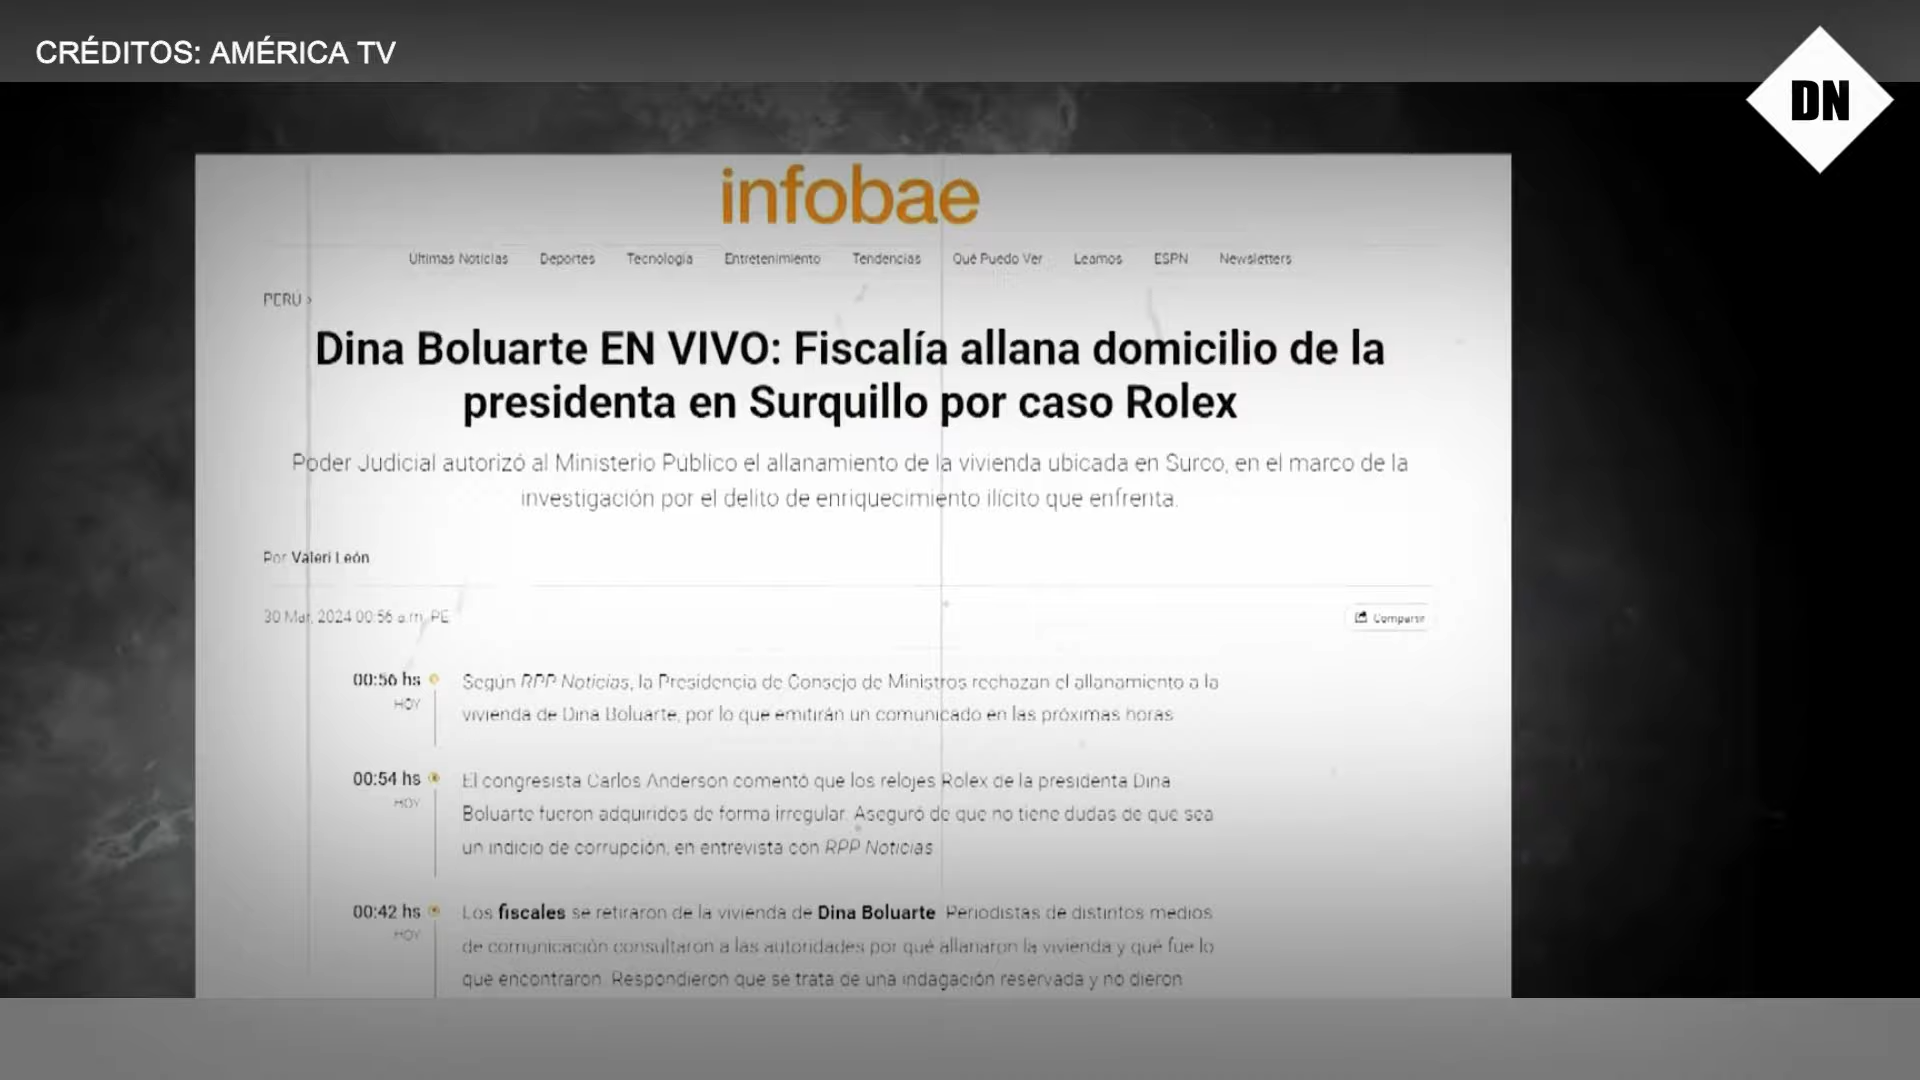 CRÉDITOS: AMÉRICA TV
DN
infobae
Últimas Noticias Deportes Tecnología Entretenimiento Tendencias Qué Puedo Ver Leamos ESPN Newsletters
PERÚ >
Dina Boluarte EN VIVO: Fiscalía allana domicilio de la
presidenta en Surquillo por caso Rolex
Poder Judicial autorizó al Ministerio Público el allanamiento de la vivienda ubicada en Surco, en el marco de la
investigación por el delito de enriquecimiento ilícito que enfrenta.
Por Valeri León
30 Mar, 2024 00:56 a.m. PE
Compartir
00:56 hs
HOY
Según RPP Noticias, la Presidencia de Consejo de Ministros rechazan el allanamiento a la
vivienda de Dina Boluarte, por lo que emitirán un comunicado en las próximas horas
00:54 hs
HOY
El congresista Carlos Anderson comentó que los relojes Rolex de la presidenta Dina
Boluarte fueron adquiridos de forma irregular. Aseguró de que no tiene dudas de que sea
un indicio de corrupción, en entrevista con RPP Noticias
00:42 hs
HOY
Los fiscales se retiraron de la vivienda de Dina Boluarte. Periodistas de distintos medios
de comunicación consultaron a las autoridades por qué allanaron la vivienda y qué fue lo
que encontraron. Respondieron que se trata de una indagación reservada y no dieron